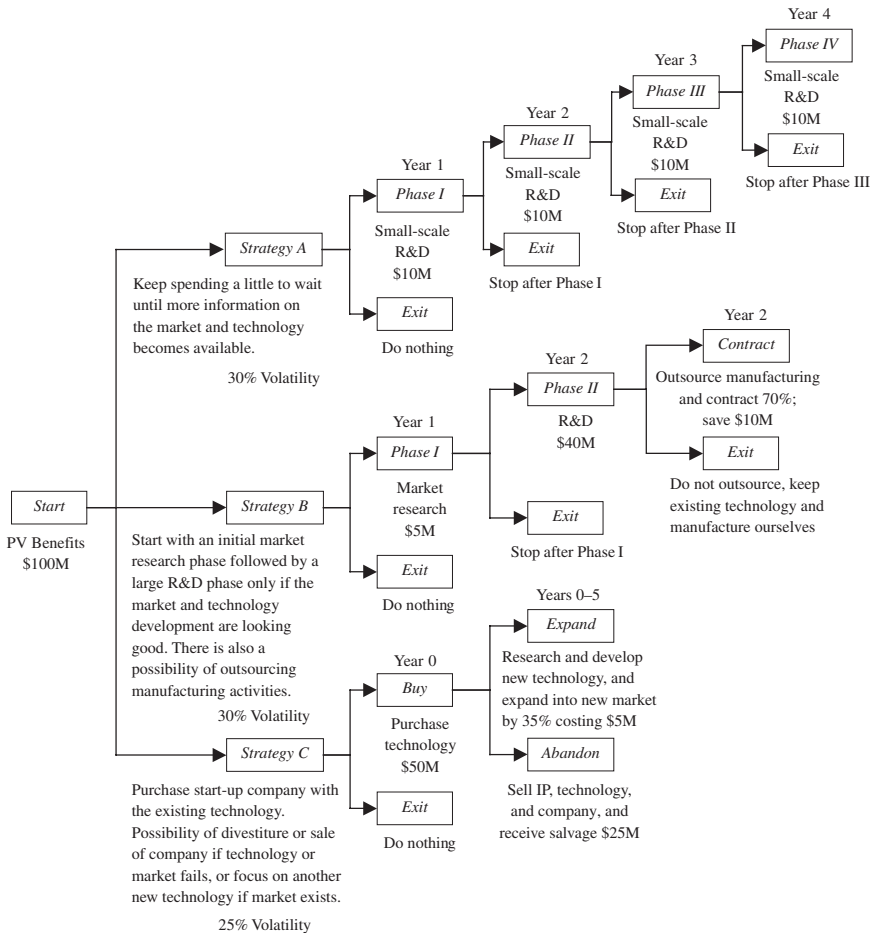 Year 4
Phase IV
Small-scale
R&D
$10M
Exit
Stop after Phase III
Year 3
Phase III
Small-scale
R&D
$10M
Exit
Stop after Phase II
Year 2
Phase II
Small-scale
R&D
$10M
Exit
Stop after Phase I
Year 1
Phase I
Small-scale
R&D
$10M
Exit
Do nothing
Strategy A
Keep spending a little to wait
until more information on
the market and technology
becomes available.
30% Volatility
Year 2
Contract
Outsource manufacturing
and contract 70%;
save $10M
Exit
Do not outsource, keep
existing technology and
manufacture ourselves
Year 2
Phase II
R&D
$40M
Exit
Stop after Phase I
Year 1
Phase I
Market
research
$5M
Exit
Do nothing
Start
PV Benefits
$100M
Strategy B
Start with an initial market
research phase followed by a
large R&D phase only if the
market and technology
development are looking
good. There is also a
possibility of outsourcing
manufacturing activities.
30% Volatility
Years 0–5
Expand
Research and develop
new technology, and
expand into new market
by 35% costing $5M
Abandon
Sell IP, technology,
and company, and
receive salvage $25M
Year 0
Buy
Purchase
technology
$50M
Exit
Do nothing
Strategy C
Purchase start-up company with
the existing technology.
Possibility of divestiture or sale
of company if technology or
market fails, or focus on another
new technology if market exists.
25% Volatility